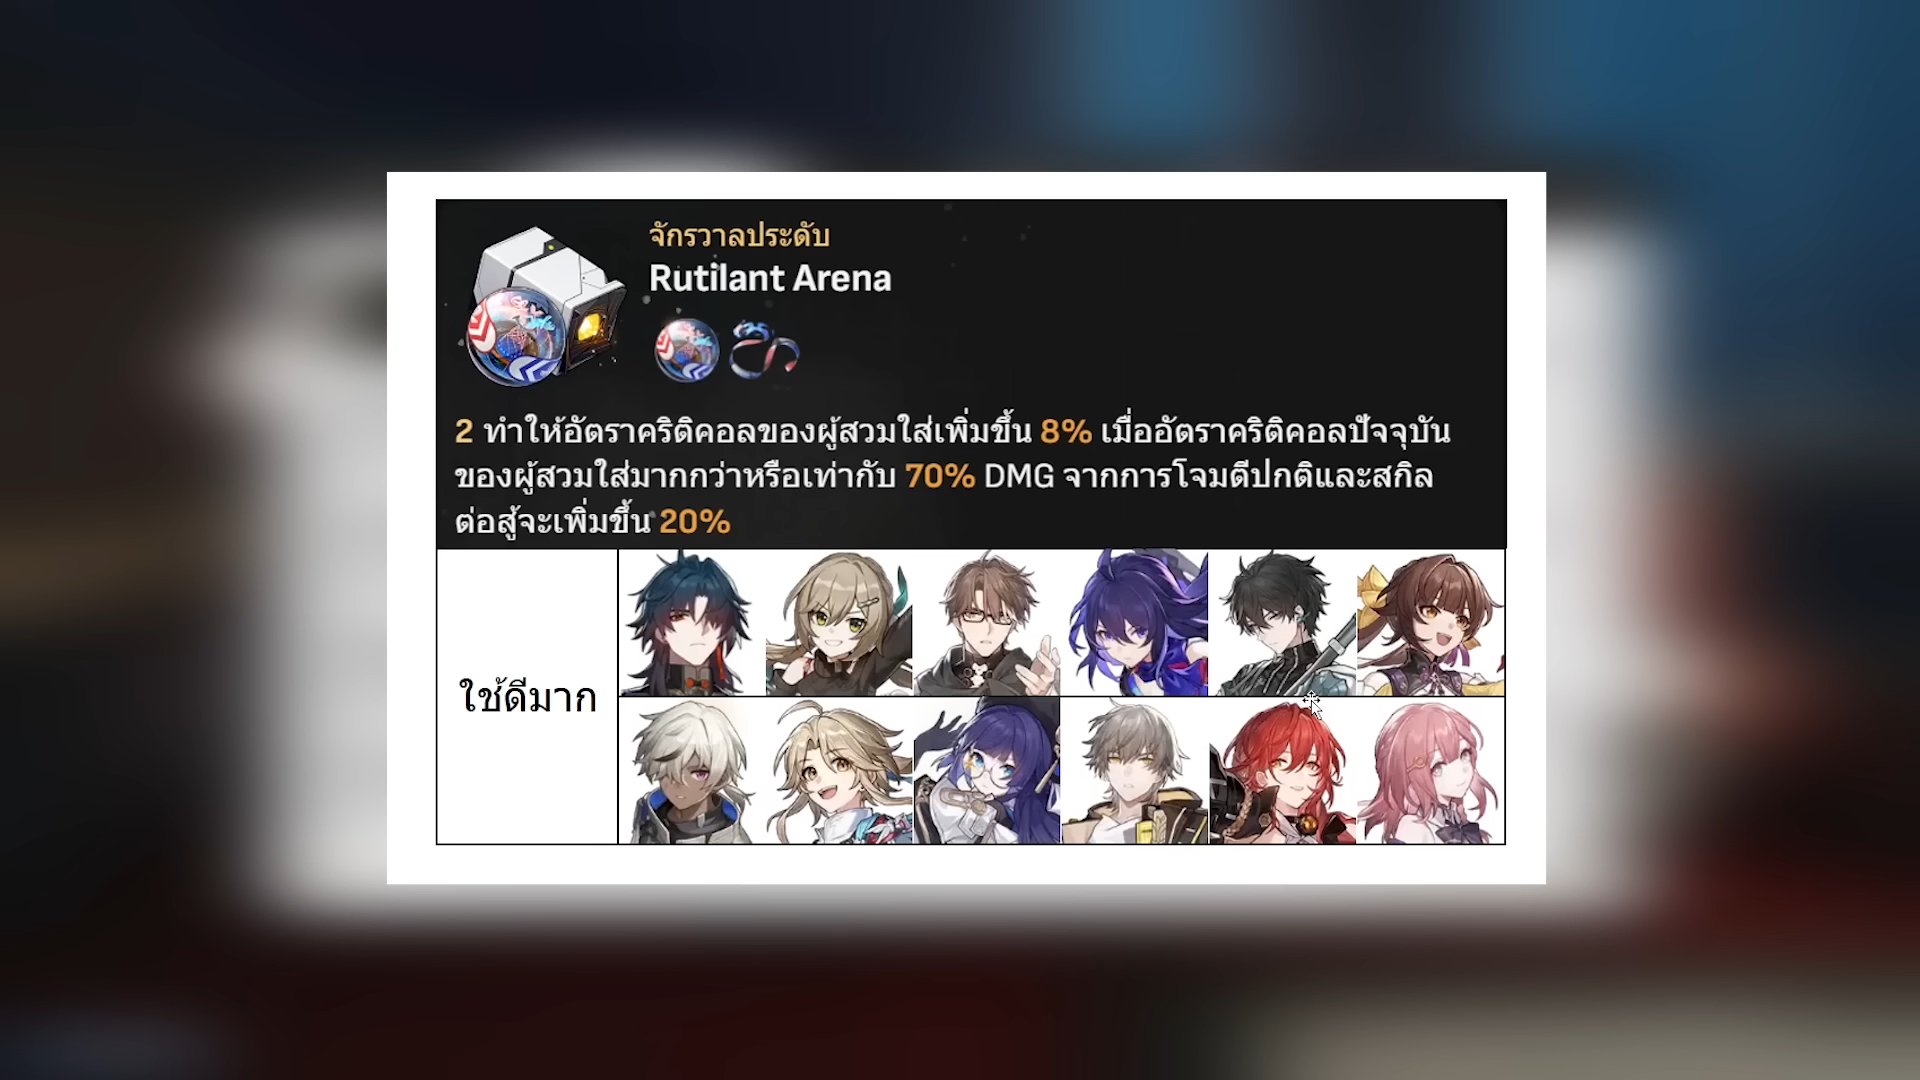 จักรวาลประดับ
Rutilant Arena
2 ทำให้อัตราคริติคอลของผู้สวมใส่เพิ่มขึ้น 8% เมื่ออัตราคริติคอลปัจจุบัน
ของผู้สวมใส่มากกว่าหรือเท่ากับ 70% DMG จากการโจมตีปกติและสกิล
ต่อสู้จะเพิ่มขึ้น 20%
ใช้ดีมาก